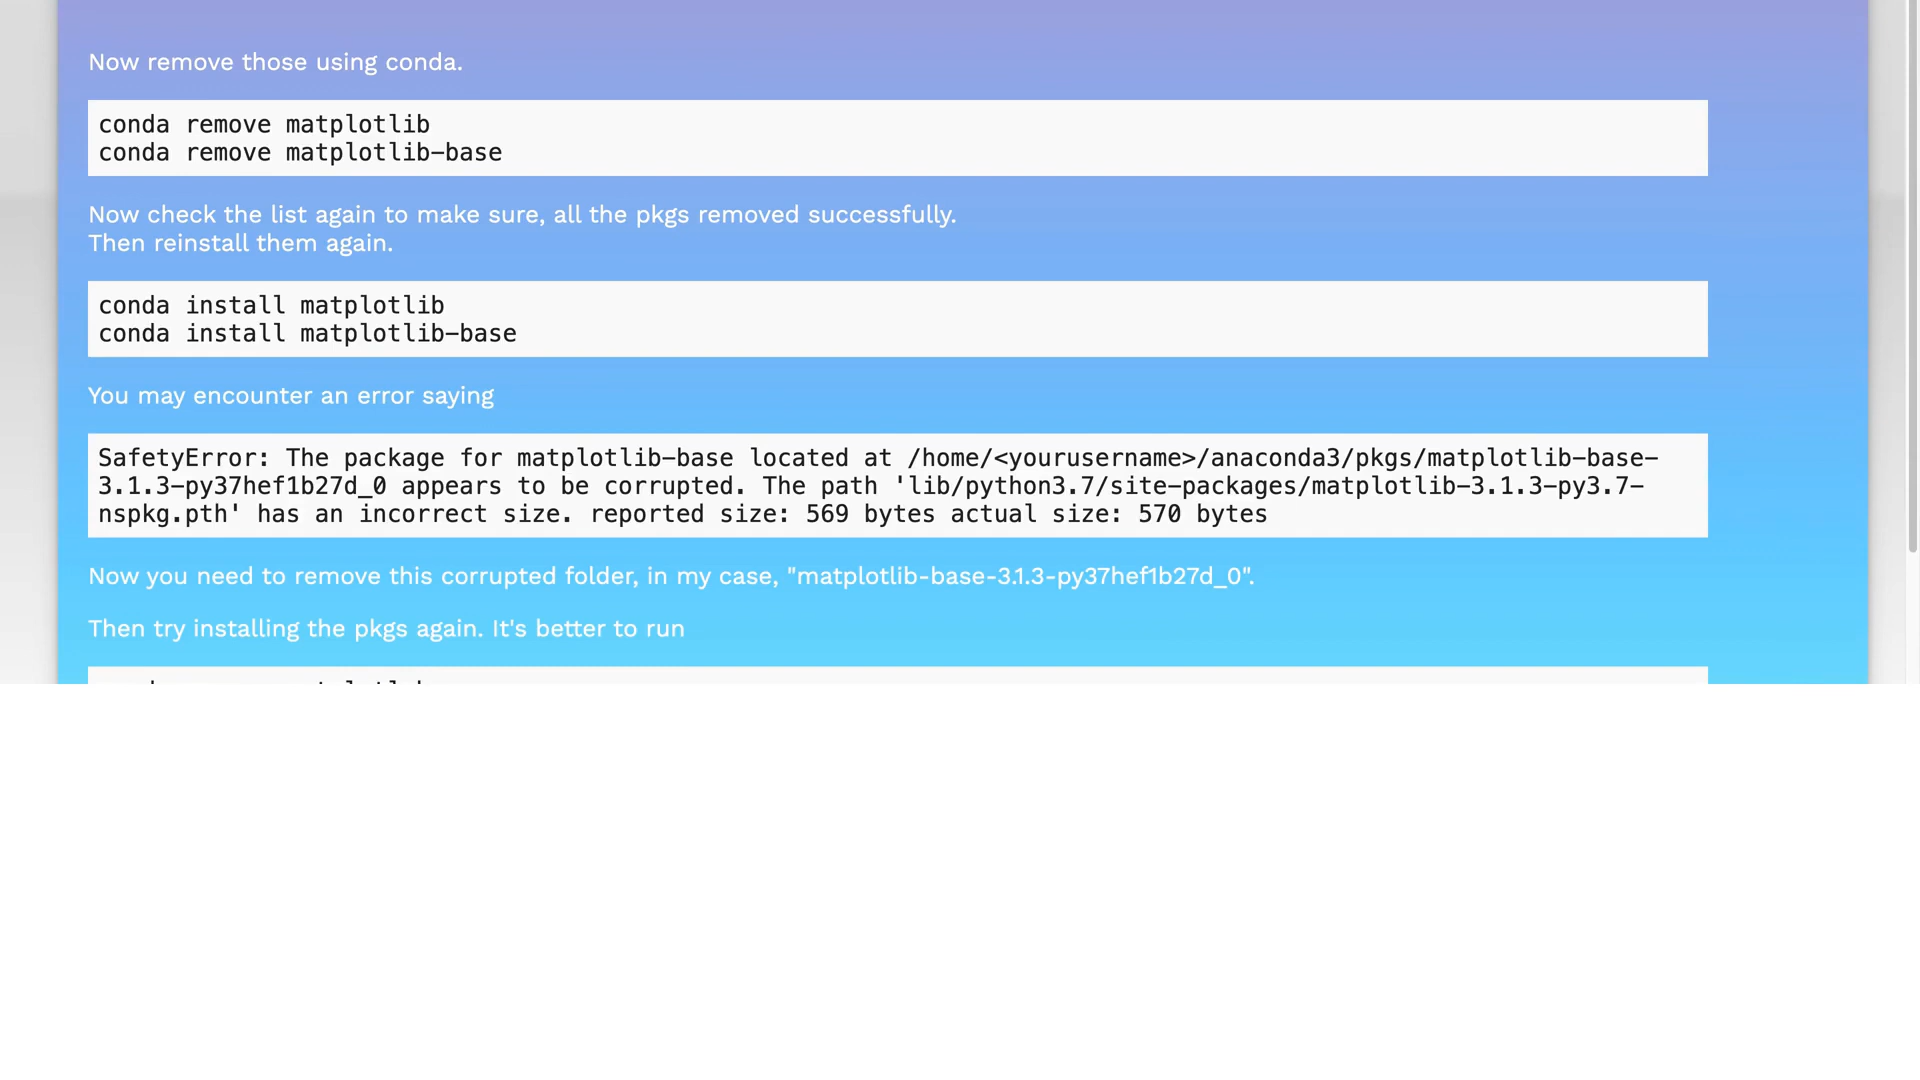 Now remove those using conda.
conda remove matplotlib
conda remove matplotlib-base
Now check the list again to make sure, all the pkgs removed successfully.
Then reinstall them again.
conda install matplotlib
conda install matplotlib-base
You may encounter an error saying
SafetyError: The package for matplotlib-base located at /home/<yourusername>/anaconda3/pkgs/matplotlib-base-
3.1.3-py37hef1b27d_0 appears to be corrupted. The path 'lib/python3.7/site-packages/matplotlib-3.1.3-py3.7-
nspkg.pth' has an incorrect size. reported size: 569 bytes actual size: 570 bytes
Now you need to remove this corrupted folder, in my case, "matplotlib-base-3.1.3-py37hef1b27d_0".
Then try installing the pkgs again. It's better to run